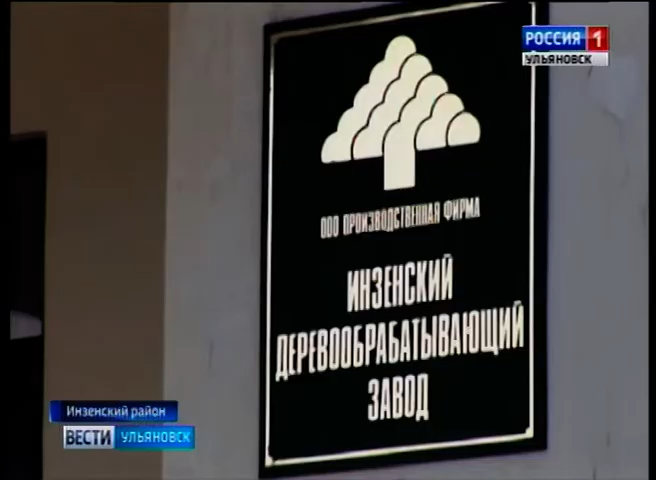 РОССИЯ 1
УЛЬЯНОВСК
ООО ПРОИЗВОДСТВЕННАЯ ФИРМА
ИНЗЕНСКИЙ
ДЕРЕВООБРАБАТЫВАЮЩИЙ
ЗАВОД
Инзенский район
ВЕСТИ УЛЬЯНОВСК